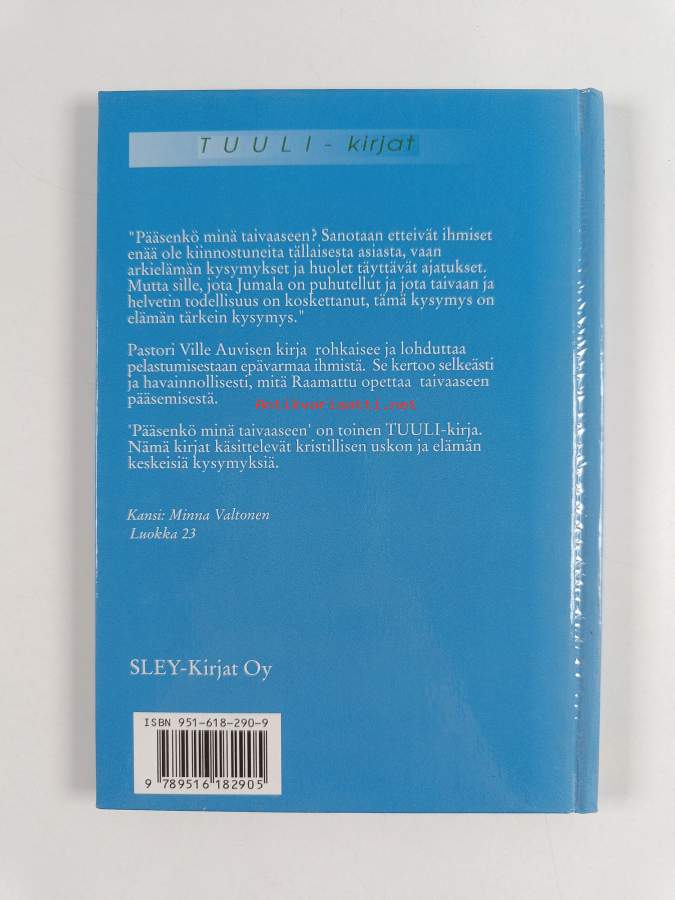 TUULI - kirjat
"Pääsenkö minä taivaaseen? Sanotaan etteivät ihmiset
enää ole kiinnostuneita tällaisesta asiasta, vaan
arkielämän kysymykset ja huolet täyttävät ajatukset.
Mutta sille, jota Jumala on puhutellut ja jota taivaan ja
helvetin todellisuus on koskettanut, tämä kysymys on
elämän tärkein kysymys."
Pastori Ville Auvisen kirja rohkaisee ja lohduttaa
pelastumisestaan epävarmaa ihmistä. Se kertoo selkeästi
ja havainnollisesti, mitä Raamattu opettaa taivaaseen
pääsemisestä.
Antikvariaatti.net
'Pääsenkö minä taivaaseen' on toinen TUULI-kirja.
Nämä kirjat käsittelevät kristillisen uskon ja elämän
keskeisiä kysymyksiä.
Kansi: Minna Valtonen
Luokka 23
SLEY-Kirjat Oy
ISBN 951-618-290-9
9 789516 182905